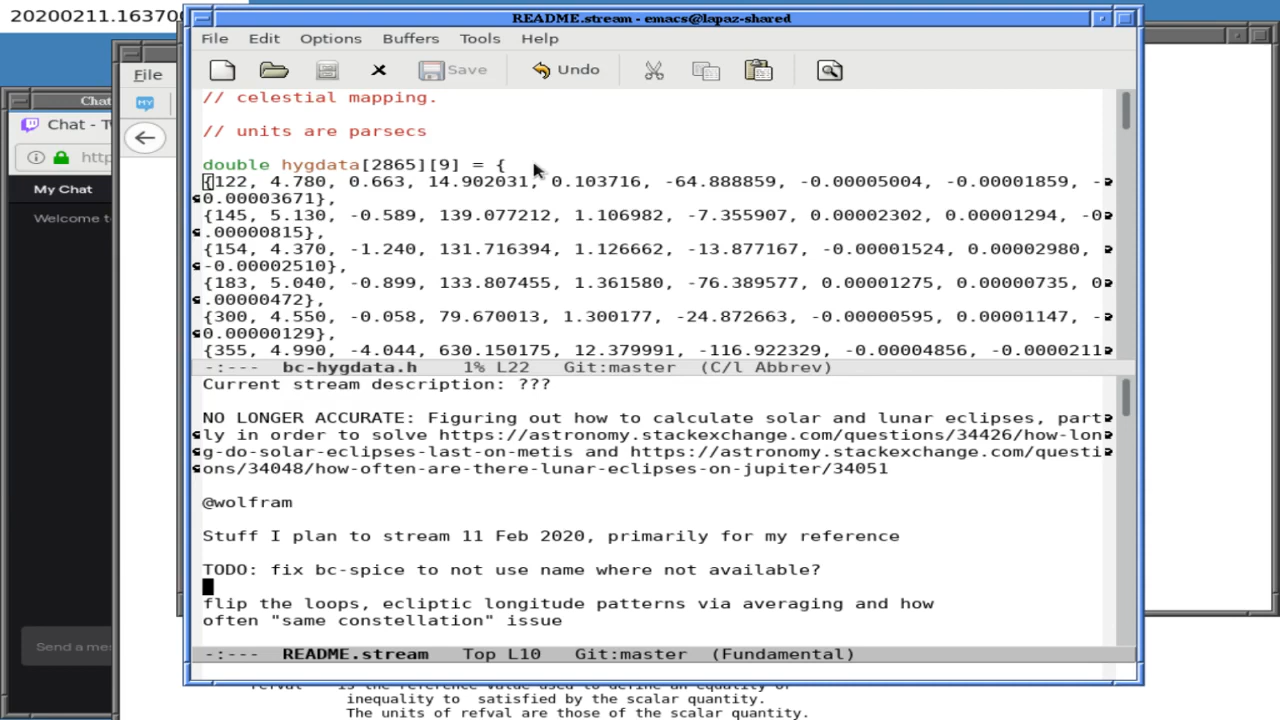 20200211.16370
README.stream - emacs@lapaz-shared
File Edit Options Buffers Tools Help
Save Undo
// celestial mapping.
// units are parsecs
double hygdata[2865][9] = {
{122, 4.780, 0.663, 14.902031, 0.103716, -64.888859, -0.00005004, -0.00001859, -
0.00003671},
{145, 5.130, -0.589, 139.077212, 1.106982, -7.355907, 0.00002302, 0.00001294, -0
.00000815},
{154, 4.370, -1.240, 131.716394, 1.126662, -13.877167, -0.00001524, 0.00002980,
-0.00002510},
{183, 5.040, -0.899, 133.807455, 1.361580, -76.389577, 0.00001275, 0.00000735, 0
.00000472},
{300, 4.550, -0.058, 79.670013, 1.300177, -24.872663, -0.00000595, 0.00001147, -
0.00000129},
{355, 4.990, -4.044, 630.150175, 12.379991, -116.922329, -0.00004856, -0.0000211
-:--- bc-hygdata.h 1% L22 Git:master (C/l Abbrev)
Current stream description: ???
NO LONGER ACCURATE: Figuring out how to calculate solar and lunar eclipses, part
ly in order to solve https://astronomy.stackexchange.com/questions/34426/how-lon
g-do-solar-eclipses-last-on-metis and https://astronomy.stackexchange.com/questi
ons/34048/how-often-are-there-lunar-eclipses-on-jupiter/34051
@wolfram
Stuff I plan to stream 11 Feb 2020, primarily for my reference
TODO: fix bc-spice to not use name where not available?
flip the loops, ecliptic longitude patterns via averaging and how
often "same constellation" issue
-:--- README.stream Top L10 Git:master (Fundamental)
File
MY
Chat
Chat - T
http
My Chat
Welcome t
Send a me
inequality to satisfied by the scalar quantity.
The units of refval are those of the scalar quantity.